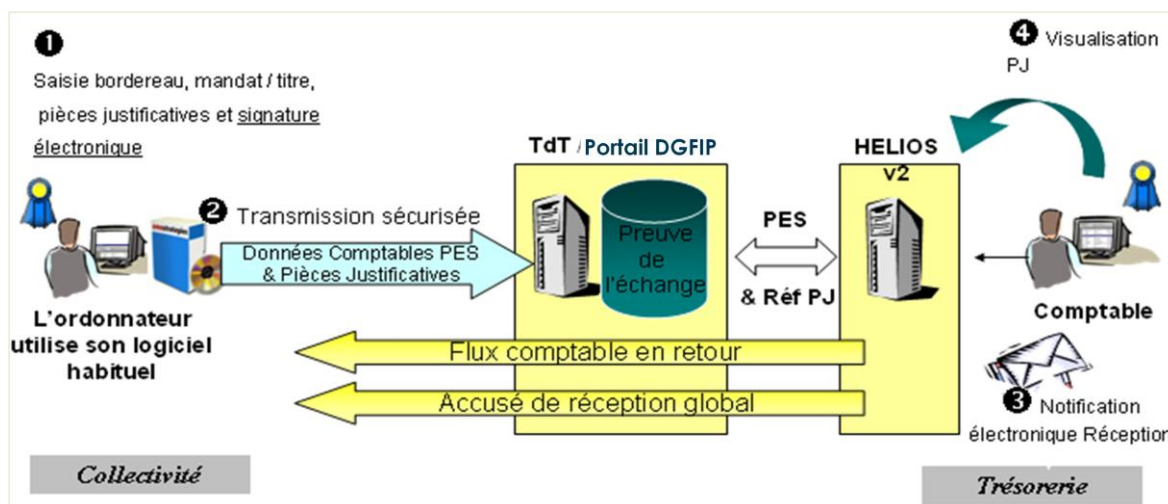 ❶
Saisie bordereau, mandat / titre,
pièces justificatives et signature
électronique
❷ Transmission sécurisée
Données Comptables PES
& Pièces Justificatives
L'ordonnateur
utilise son logiciel
habituel
TdT / Portail DGFIP
Preuve
de
l'échange
PES
& Réf PJ
HELIOS
v2
❹ Visualisation
PJ
Comptable
❸ Notification
électronique Réception
Flux comptable en retour
Accusé de réception global
Collectivité
Trésorerie